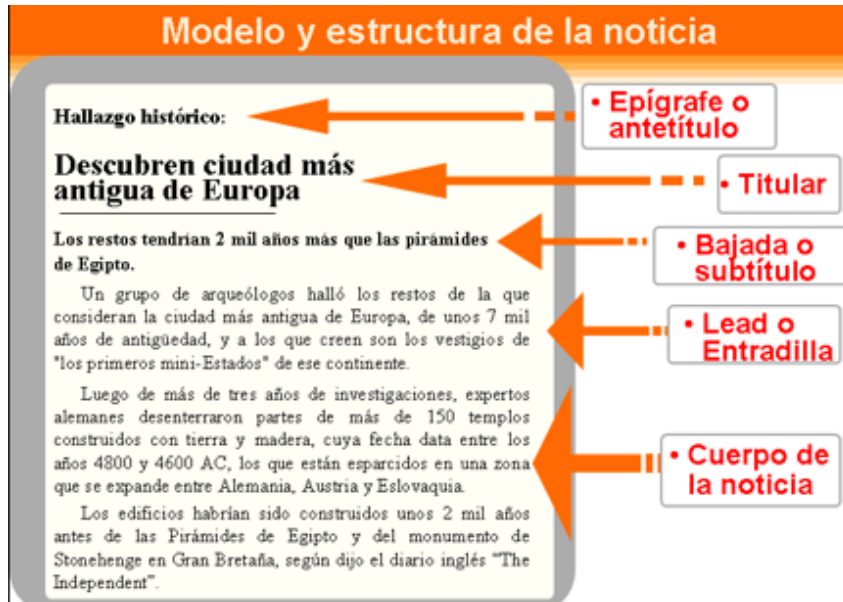 Modelo y estructura de la noticia
Hallazgo histórico:
• Epígrafe o
antetítulo
Descubren ciudad más
antigua de Europa
• Titular
Los restos tendrían 2 mil años más que las pirámides
de Egipto.
• Bajada o
subtítulo
Un grupo de arqueólogos halló los restos de la que
consideran la ciudad más antigua de Europa, de unos 7 mil
años de antigüedad, y a los que creen son los vestigios de
"los primeros mini-Estados" de ese continente.
• Lead o
Entradilla
Luego de más de tres años de investigaciones, expertos
alemanes desenterraron partes de más de 150 templos
construidos con tierra y madera, cuya fecha data entre los
años 4800 y 4600 AC, los que están esparcidos en una zona
que se expande entre Alemania, Austria y Eslovaquia.
Los edificios habrían sido construidos unos 2 mil años
antes de las Pirámides de Egipto y del monumento de
Stonehenge en Gran Bretaña, según dijo el diario inglés “The
Independent”.
• Cuerpo de
la noticia